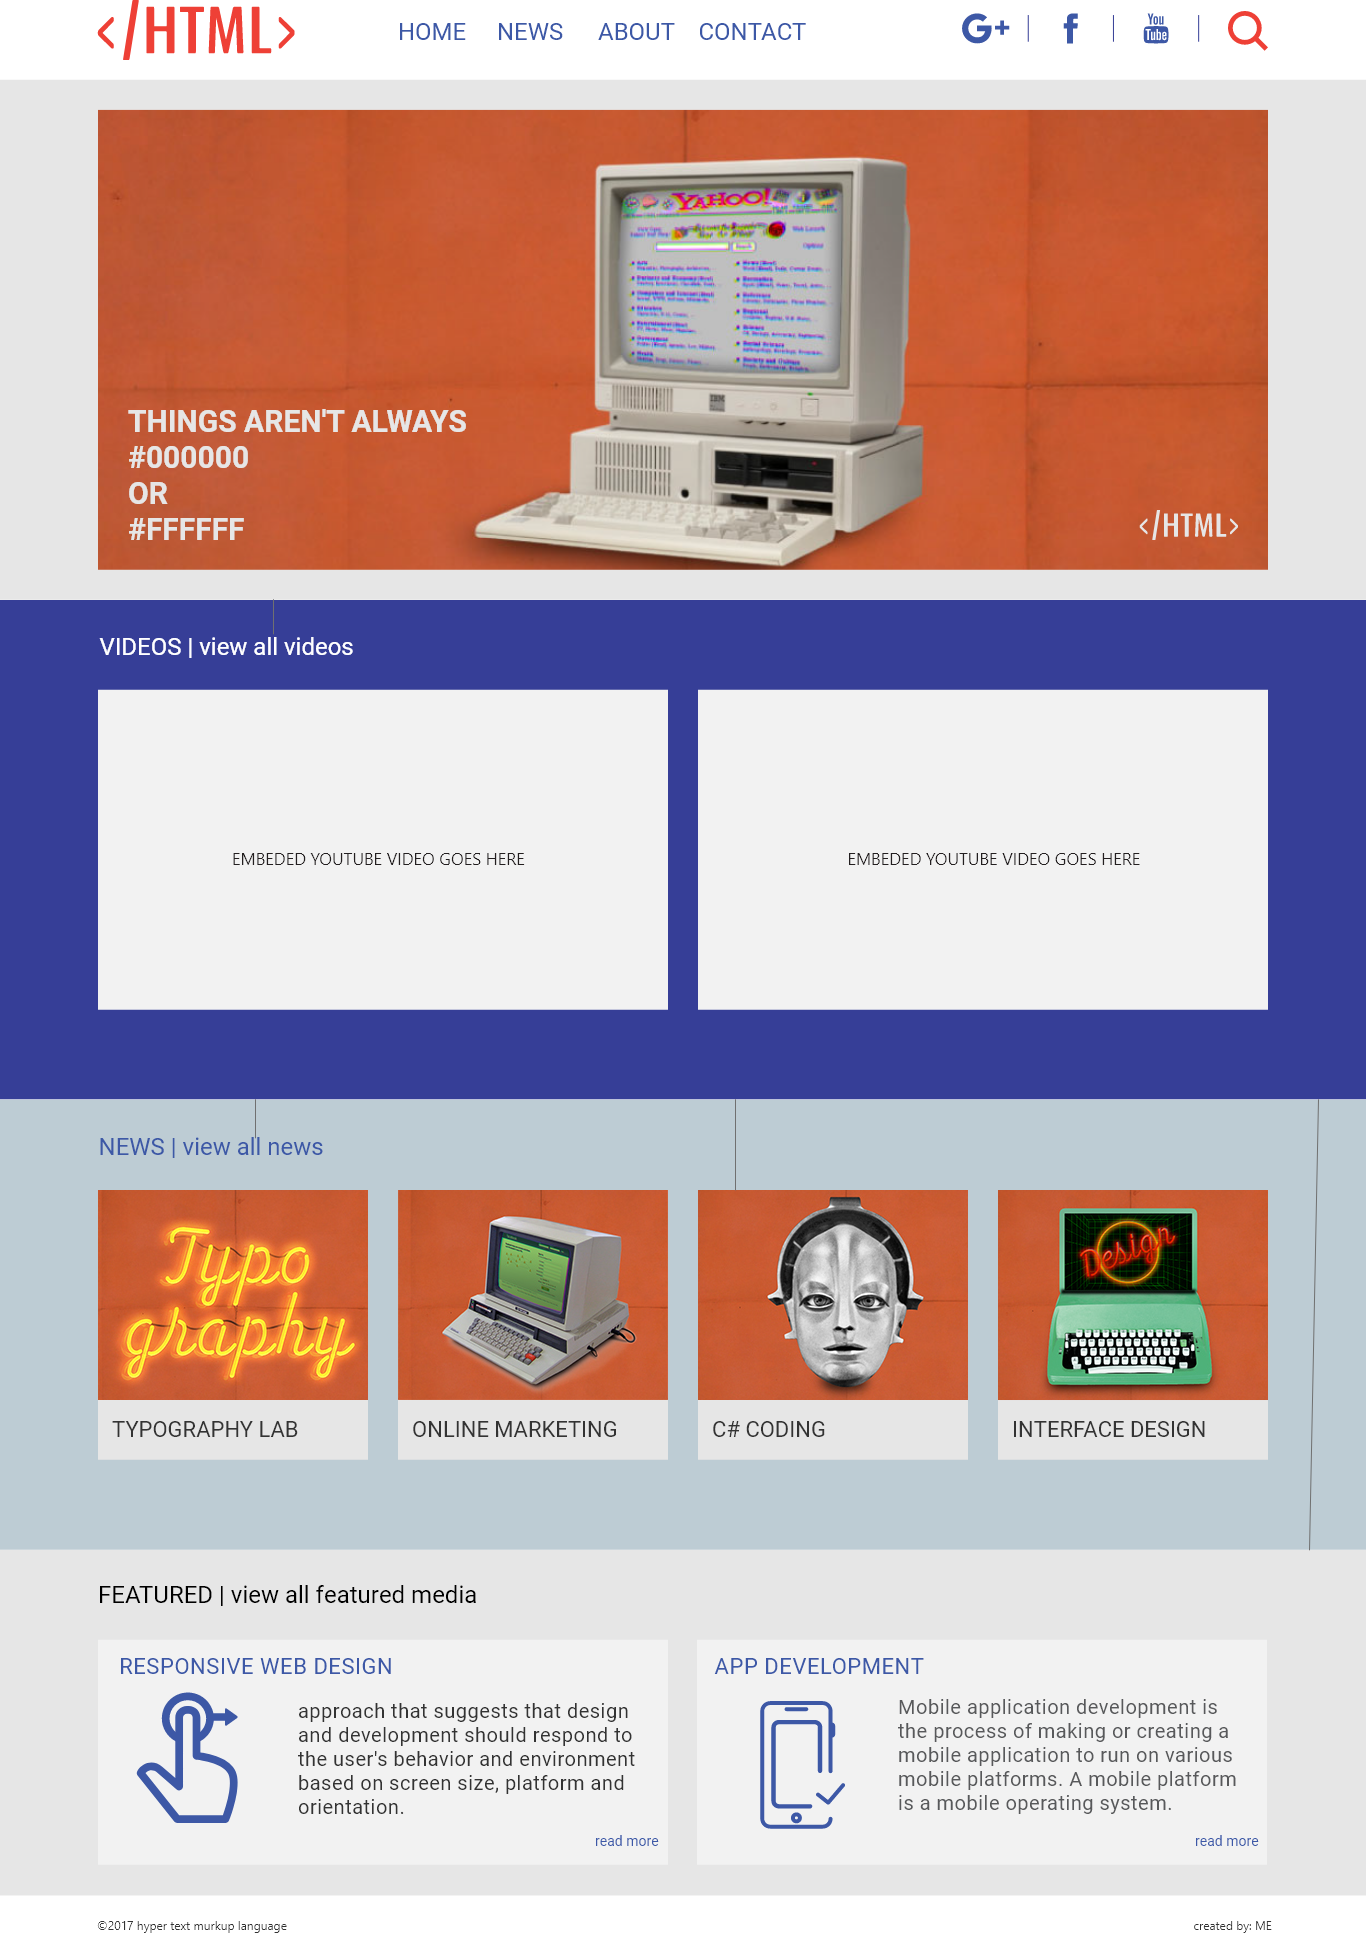 </HTML>
HOME NEWS ABOUT CONTACT
G+ f You Tube
YAHOO!
THINGS AREN'T ALWAYS
#000000
OR
#FFFFFF
IBM
</HTML>
VIDEOS | view all videos
EMBEDED YOUTUBE VIDEO GOES HERE
EMBEDED YOUTUBE VIDEO GOES HERE
NEWS | view all news
Typo
graphy
Design
TYPOGRAPHY LAB
ONLINE MARKETING
C# CODING
INTERFACE DESIGN
FEATURED | view all featured media
RESPONSIVE WEB DESIGN
approach that suggests that design
and development should respond to
the user's behavior and environment
based on screen size, platform and
orientation.
read more
APP DEVELOPMENT
Mobile application development is
the process of making or creating a
mobile application to run on various
mobile platforms. A mobile platform
is a mobile operating system.
read more
©2017 hyper text murkup language
created by: ME